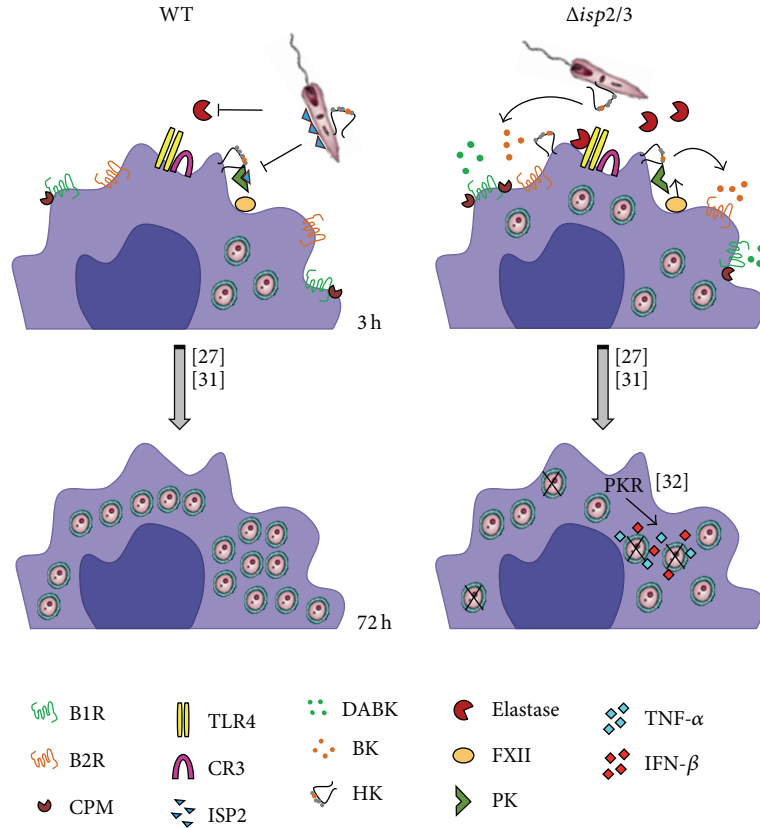 WT
Δisp2/3
3 h
[27]
[31]
[27]
[31]
PKR
[32]
72 h
B1R
TLR4
DABK
Elastase
TNF-α
B2R
CR3
BK
FXII
IFN-β
CPM
ISP2
HK
PK